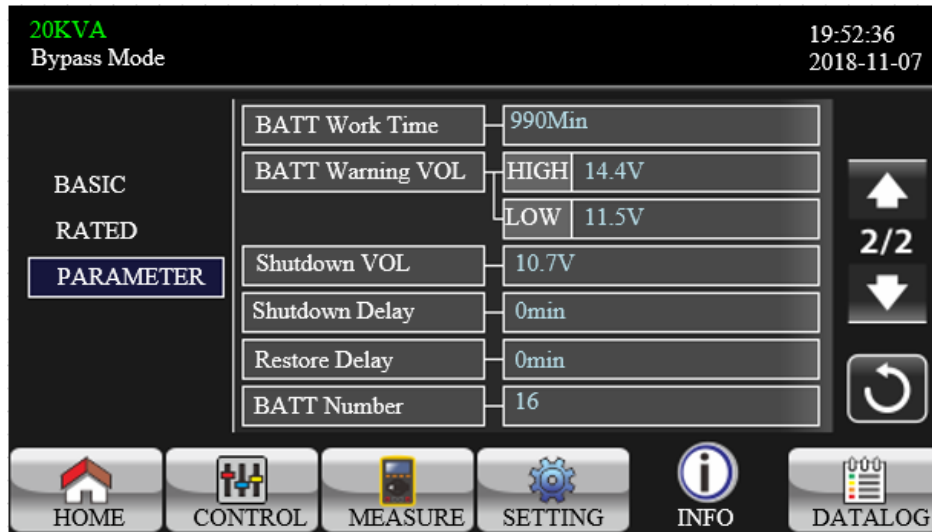 20KVA
Bypass Mode
19:52:36
2018-11-07
BASIC
RATED
PARAMETER
BATT Work Time 990Min
BATT Warning VOL HIGH 14.4V
LOW 11.5V
Shutdown VOL 10.7V
Shutdown Delay 0min
Restore Delay 0min
BATT Number 16
2/2
HOME CONTROL MEASURE SETTING INFO DATALOG